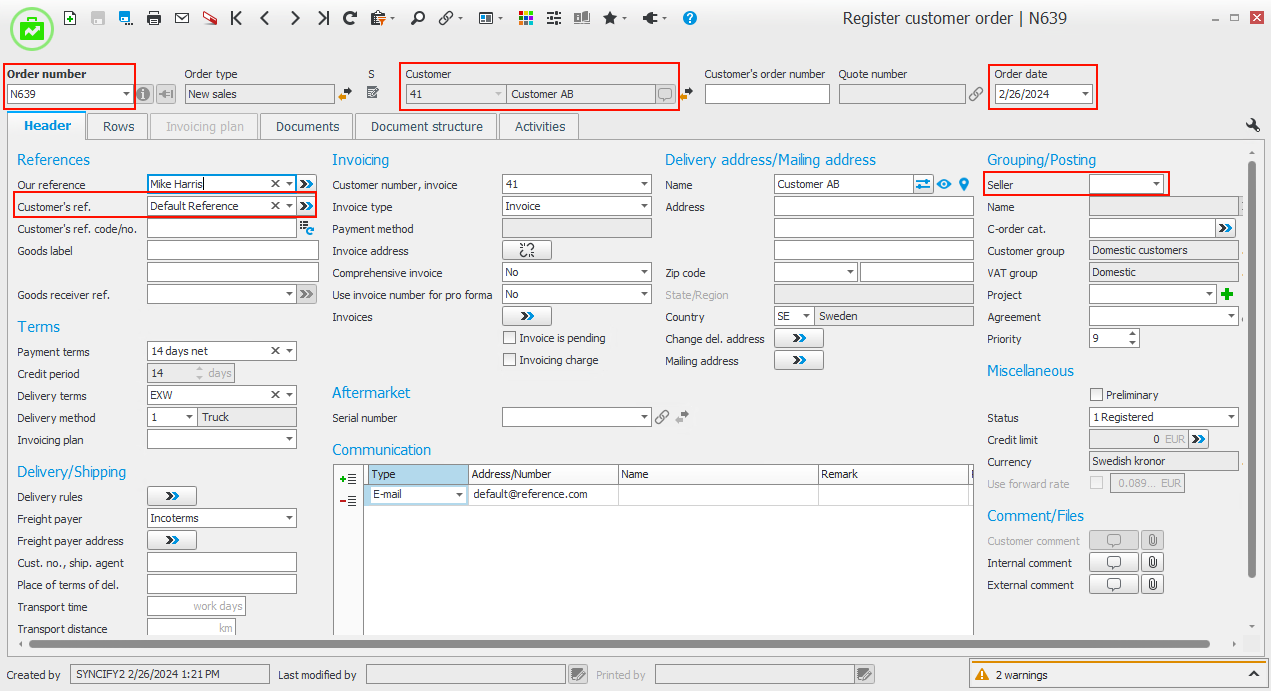 Register customer order | N639
Order number
Order type
S
Customer
Customer's order number
Quote number
Order date
N639
New sales
41
Customer AB
2/26/2024
Header
Rows
Invoicing plan
Documents
Document structure
Activities
References
Our reference
Mike Harris
Customer's ref.
Default Reference
Customer's ref. code/no.
Goods label
Goods receiver ref.
Terms
Payment terms
14 days net
Credit period
14
days
Delivery terms
EXW
Delivery method
1
Truck
Invoicing plan
Delivery/Shipping
Delivery rules
Freight payer
Incoterms
Freight payer address
Cust. no., ship. agent
Place of terms of del.
Transport time
work days
Transport distance
km
Invoicing
Customer number, invoice
41
Invoice type
Invoice
Payment method
Invoice address
Comprehensive invoice
No
Use invoice number for pro forma
No
Invoices
Invoice is pending
Invoicing charge
Aftermarket
Serial number
Communication
Type
Address/Number
Name
Remark
E-mail
default@reference.com
Delivery address/Mailing address
Name
Customer AB
Address
Zip code
State/Region
Country
SE
Sweden
Change del. address
Mailing address
Grouping/Posting
Seller
Name
C-order cat.
Customer group
Domestic customers
VAT group
Domestic
Project
Agreement
Priority
9
Miscellaneous
Preliminary
Status
1 Registered
Credit limit
0 EUR
Currency
Swedish kronor
Use forward rate
0.089... EUR
Comment/Files
Customer comment
Internal comment
External comment
Created by
SYNCIFY2 2/26/2024 1:21 PM
Last modified by
Printed by
2 warnings